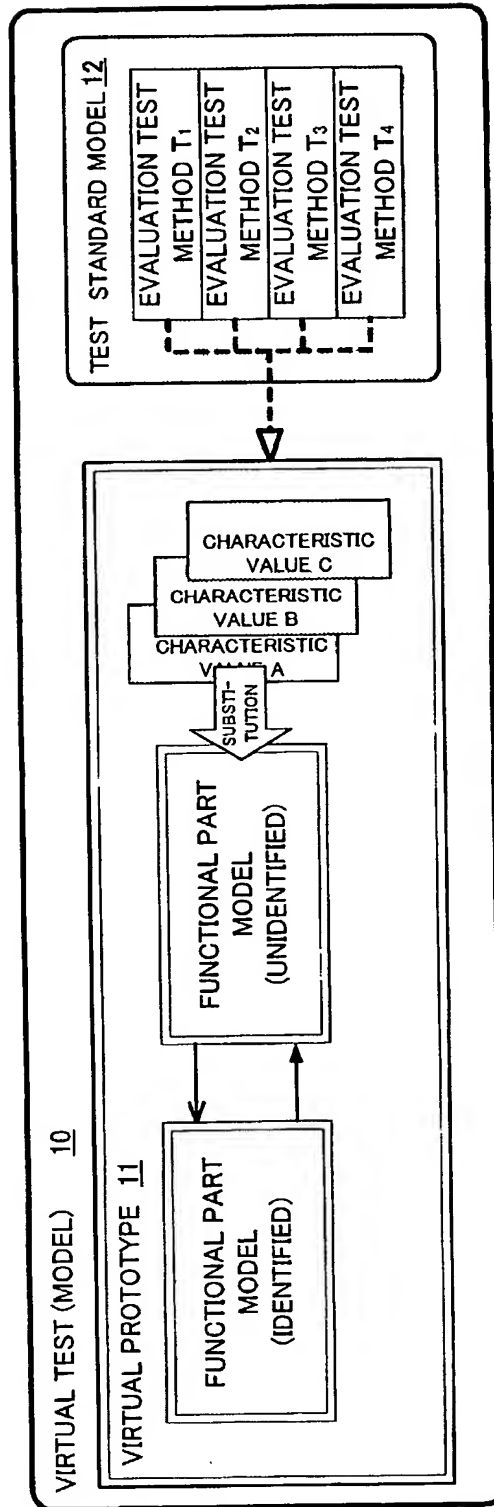 VIRTUAL TEST (MODEL) 10
VIRTUAL PROTOTYPE 11
FUNCTIONAL PART
MODEL
(IDENTIFIED)
FUNCTIONAL PART
MODEL
(UNIDENTIFIED)
SUBSTI-
TUTION
CHARACTERISTIC
VALUE A
CHARACTERISTIC
VALUE B
CHARACTERISTIC
VALUE C
TEST STANDARD MODEL 12
EVALUATION TEST
METHOD T1
EVALUATION TEST
METHOD T2
EVALUATION TEST
METHOD T3
EVALUATION TEST
METHOD T4